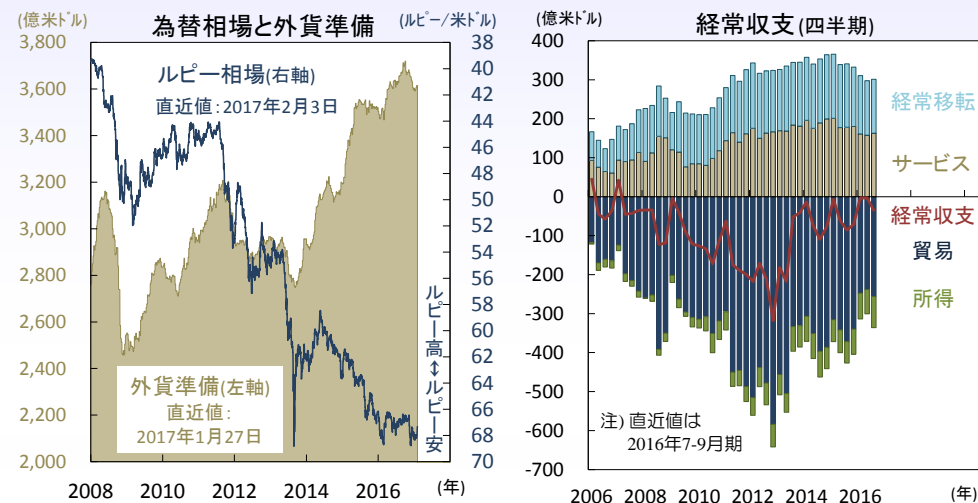 為替相場と外貨準備
(億米ドル)
(ルピー/米ドル)
3,800
3,600
3,400
3,200
3,000
2,800
2,600
2,400
2,200
2,000
ルピー相場(右軸)
直近値:2017年2月3日
外貨準備(左軸)
直近値:
2017年1月27日
38
40
42
44
46
48
50
52
54
56
58
60
62
64
66
68
70
ルピー高↔ルピー安
2008
2010
2012
2014
2016
(年)
経常収支(四半期)
(億米ドル)
400
300
200
100
0
-100
-200
-300
-400
-500
-600
-700
経常移転
サービス
経常収支
貿易
所得
注) 直近値は
2016年7-9月期
2006
2008
2010
2012
2014
2016
(年)